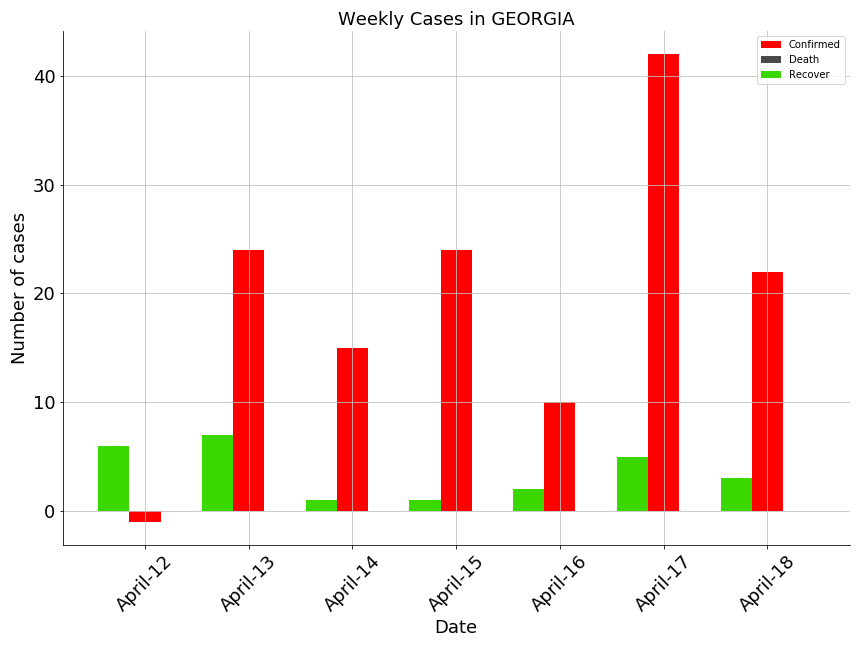 Weekly Cases in GEORGIA
Confirmed
Death
Recover
Number of cases
40
30
20
10
0
April-12
April-13
April-14
April-15
April-16
April-17
April-18
Date